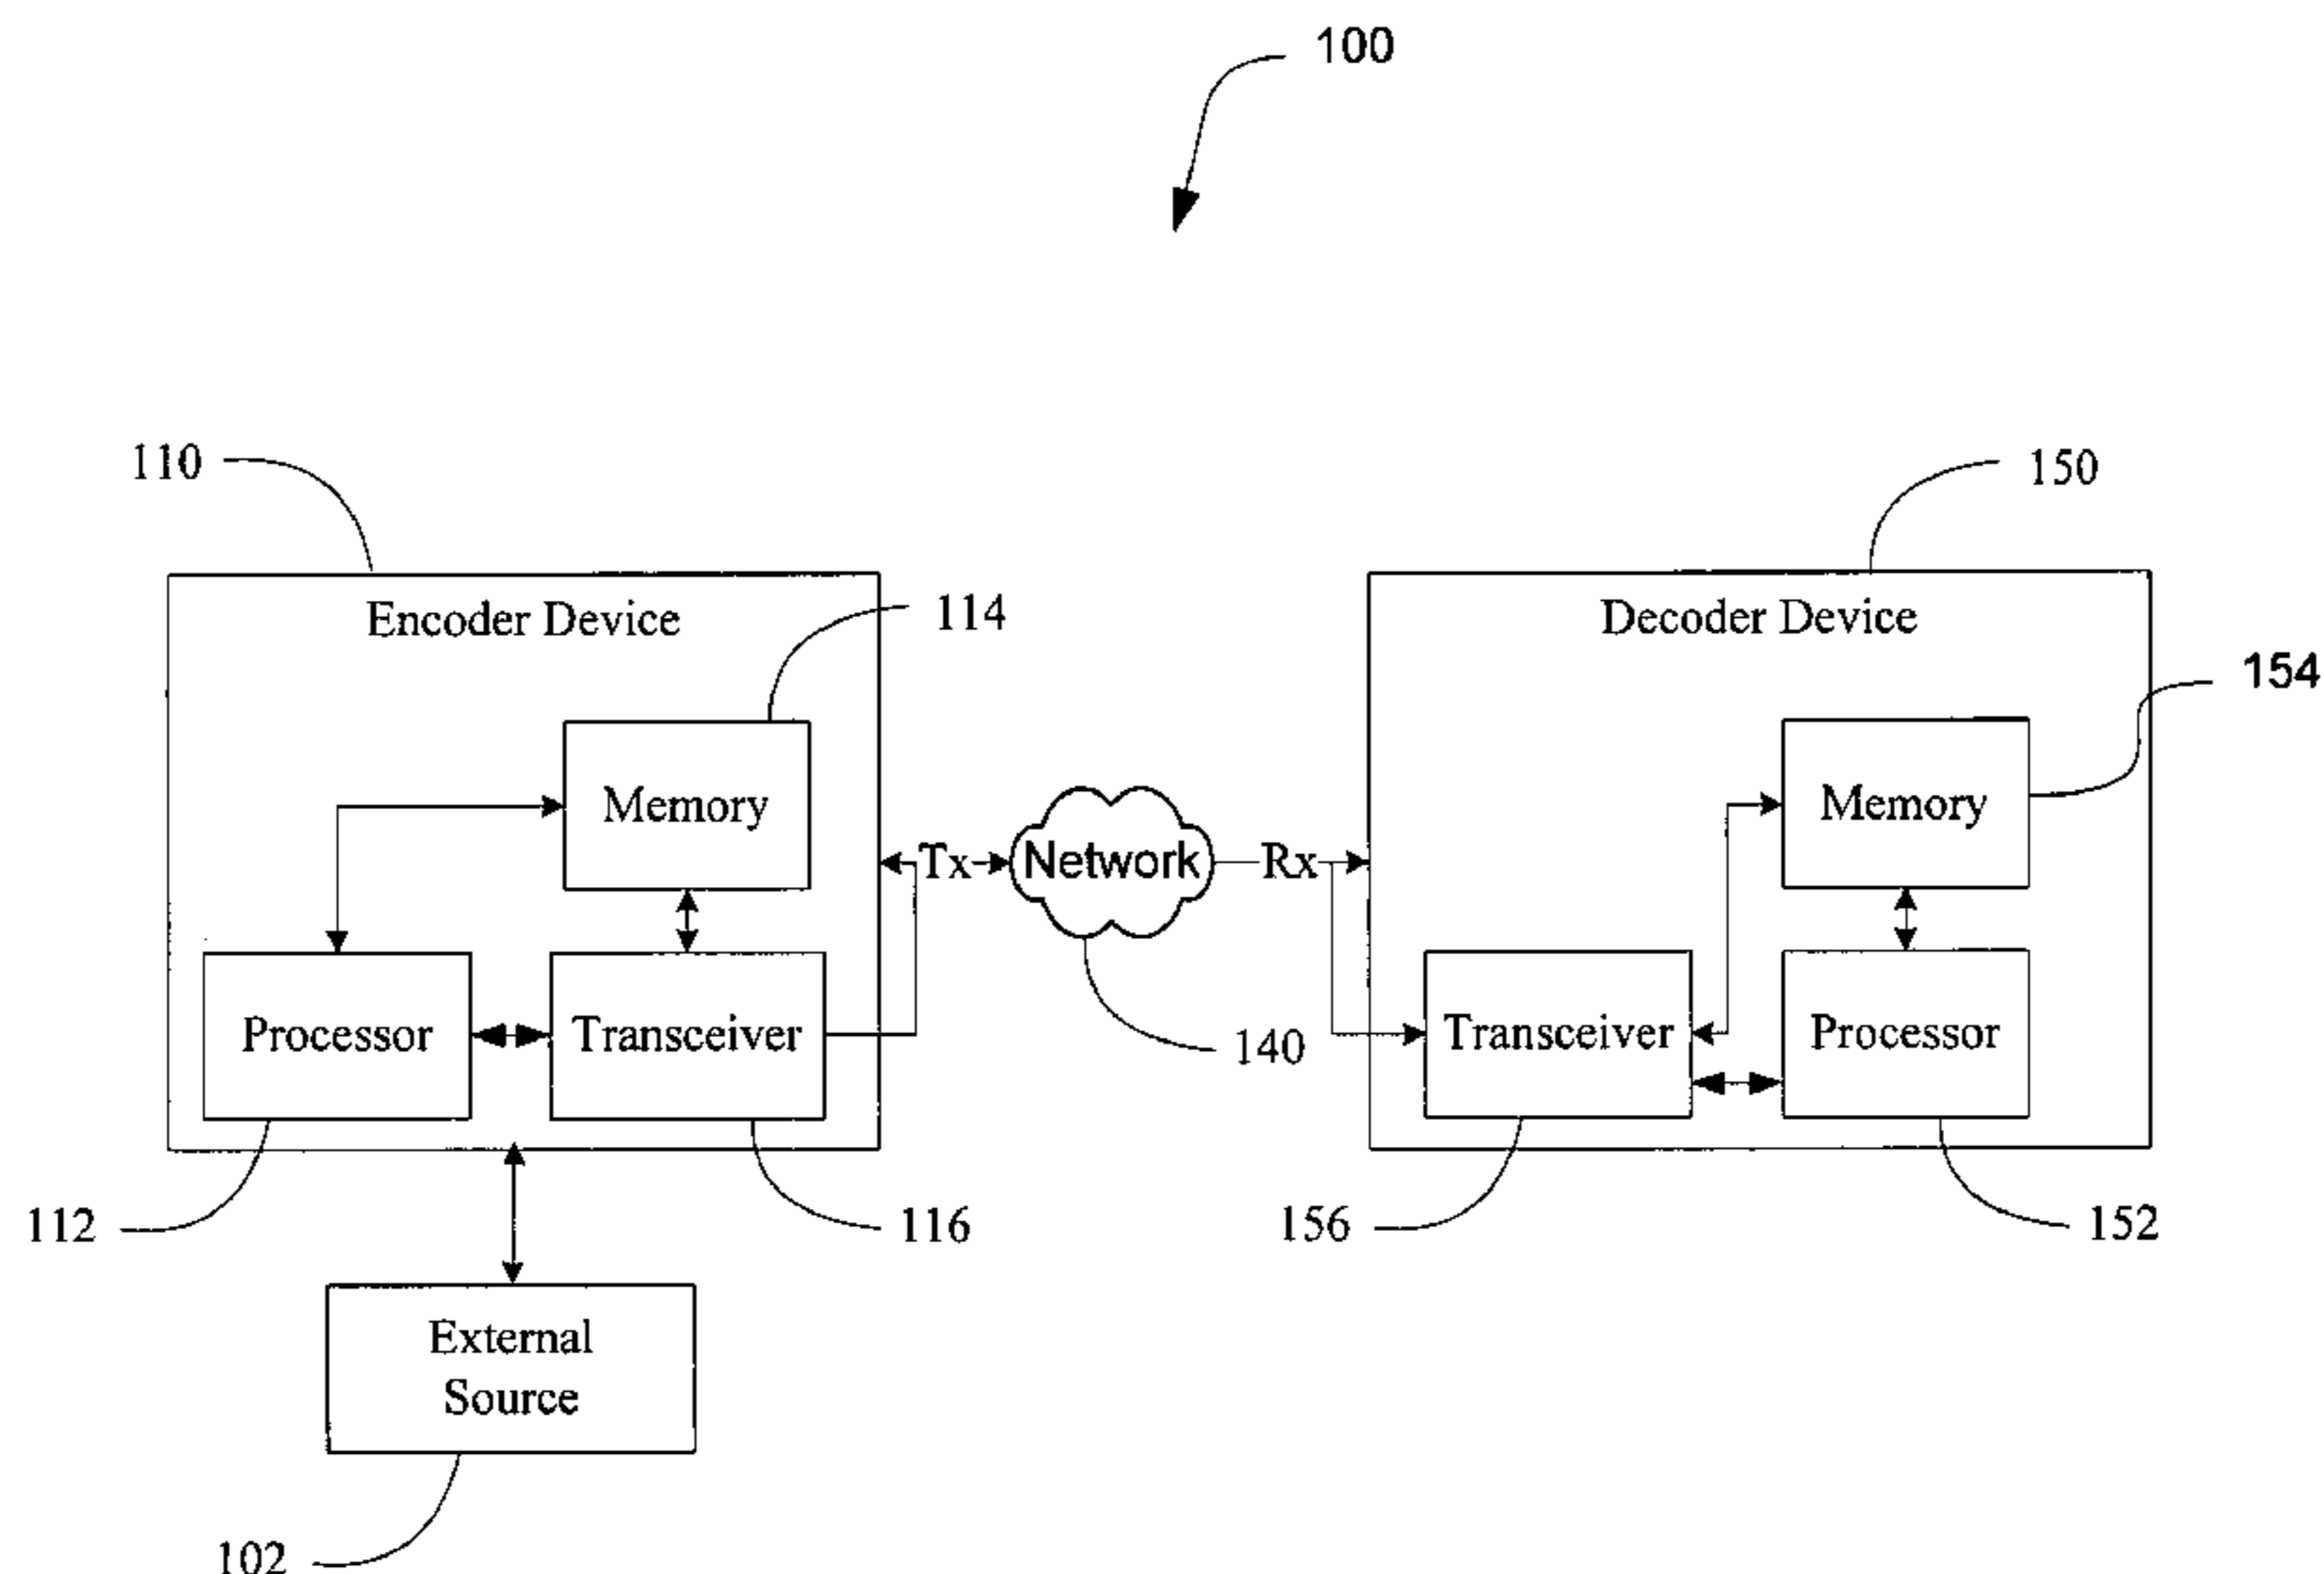 100
110
150
Encoder Device
114
Decoder Device
154
Memory
Memory
Tx
Network
Rx
Processor
Transceiver
140
Transceiver
Processor
112
116
156
152
External
Source
102